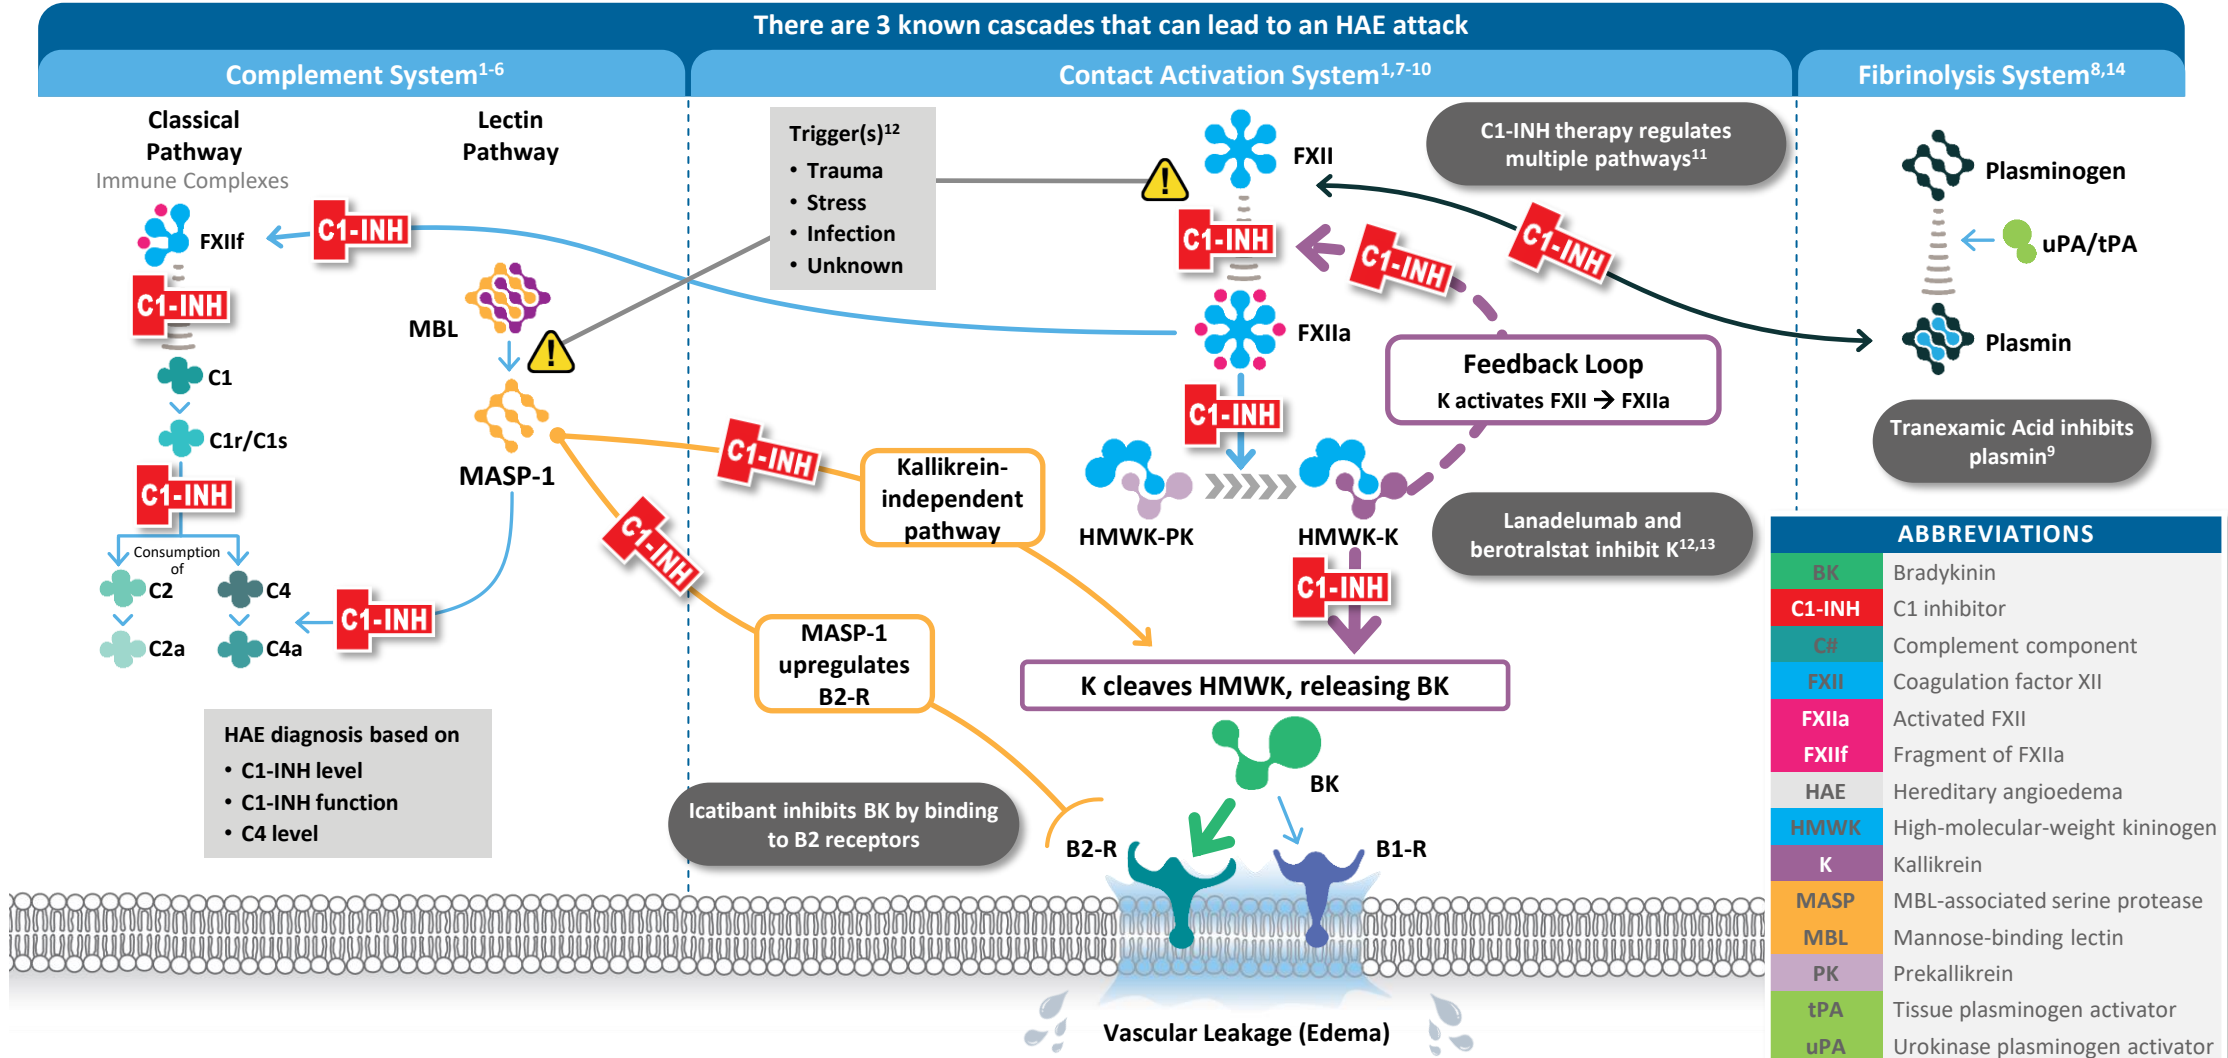 There are 3 known cascades that can lead to an HAE attack
Complement System1-6
Contact Activation System1,7-10
Fibrinolysis System8,14
Classical
Pathway
Immune Complexes
Lectin
Pathway
FXIIf
C1-INH
C1-INH
C1
C1r/C1s
C1-INH
Consumption
of
C2
C4
C2a
C4a
C1-INH
MBL
MASP-1
HAE diagnosis based on
• C1-INH level
• C1-INH function
• C4 level
Trigger(s)12
• Trauma
• Stress
• Infection
• Unknown
!
!
FXII
C1-INH
C1-INH
FXIIa
C1-INH
C1-INH therapy regulates
multiple pathways11
C1-INH
Feedback Loop
K activates FXII → FXIIa
C1-INH
Kallikrein-
independent
pathway
HMWK-PK
HMWK-K
Lanadelumab and
berotralstat inhibit K12,13
C1-INH
C1-INH
MASP-1
upregulates
B2-R
K cleaves HMWK, releasing BK
BK
Icatibant inhibits BK by binding
to B2 receptors
B2-R
B1-R
Vascular Leakage (Edema)
Plasminogen
uPA/tPA
Plasmin
Tranexamic Acid inhibits
plasmin9
ABBREVIATIONS
BK Bradykinin
C1-INH C1 inhibitor
C# Complement component
FXII Coagulation factor XII
FXIIa Activated FXII
FXIIf Fragment of FXIIa
HAE Hereditary angioedema
HMWK High-molecular-weight kininogen
K Kallikrein
MASP MBL-associated serine protease
MBL Mannose-binding lectin
PK Prekallikrein
tPA Tissue plasminogen activator
uPA Urokinase plasminogen activator